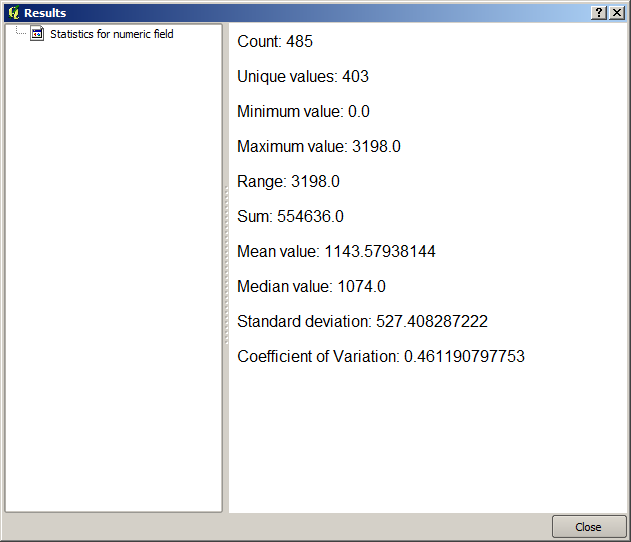 Results
Statistics for numeric field
Count: 485
Unique values: 403
Minimum value: 0.0
Maximum value: 3198.0
Range: 3198.0
Sum: 554636.0
Mean value: 1143.57938144
Median value: 1074.0
Standard deviation: 527.408287222
Coefficient of Variation: 0.461190797753
Close